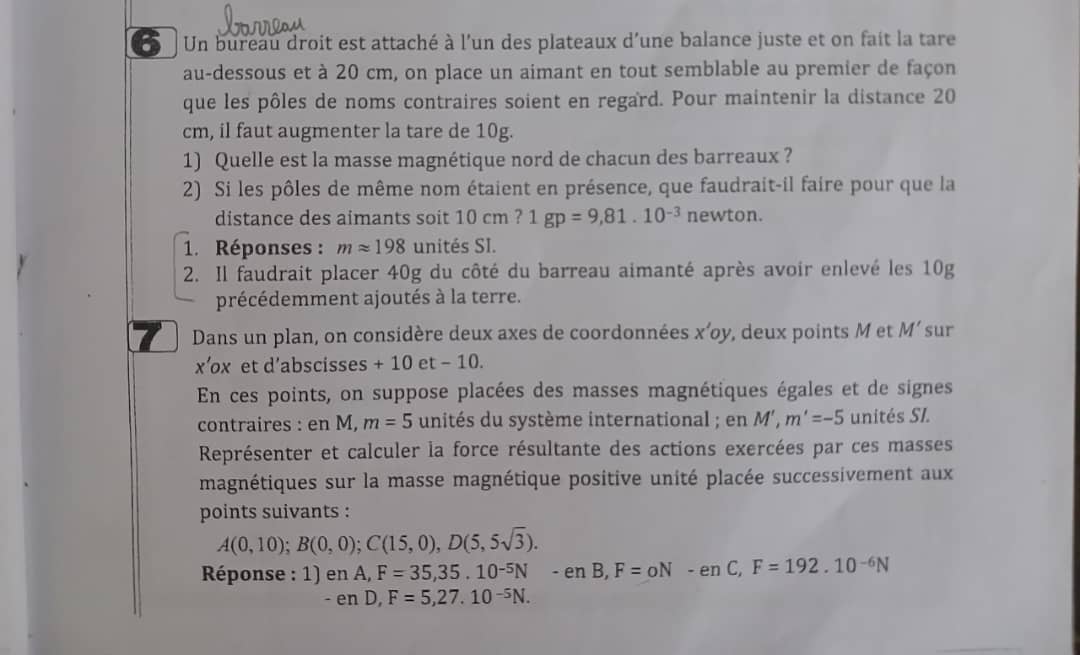 barreau
6 Un bureau droit est attaché à l'un des plateaux d'une balance juste et on fait la tare
au-dessous et à 20 cm, on place un aimant en tout semblable au premier de façon
que les pôles de noms contraires soient en regard. Pour maintenir la distance 20
cm, il faut augmenter la tare de 10g.
1) Quelle est la masse magnétique nord de chacun des barreaux ?
2) Si les pôles de même nom étaient en présence, que faudrait-il faire pour que la
distance des aimants soit 10 cm ? 1 gp = 9,81 . 10⁻³ newton.
1. Réponses : m ≈ 198 unités SI.
2. Il faudrait placer 40g du côté du barreau aimanté après avoir enlevé les 10g
précédemment ajoutés à la terre.
7 Dans un plan, on considère deux axes de coordonnées x'oy, deux points M et M' sur
x'ox et d'abscisses + 10 et – 10.
En ces points, on suppose placées des masses magnétiques égales et de signes
contraires : en M, m = 5 unités du système international ; en M', m' =–5 unités SI.
Représenter et calculer la force résultante des actions exercées par ces masses
magnétiques sur la masse magnétique positive unité placée successivement aux
points suivants :
A(0, 10); B(0, 0); C(15, 0), D(5, 5√3).
Réponse : 1) en A, F = 35,35 . 10⁻⁵N - en B, F = oN - en C, F = 192 . 10⁻⁶N
- en D, F = 5,27. 10⁻⁵N.